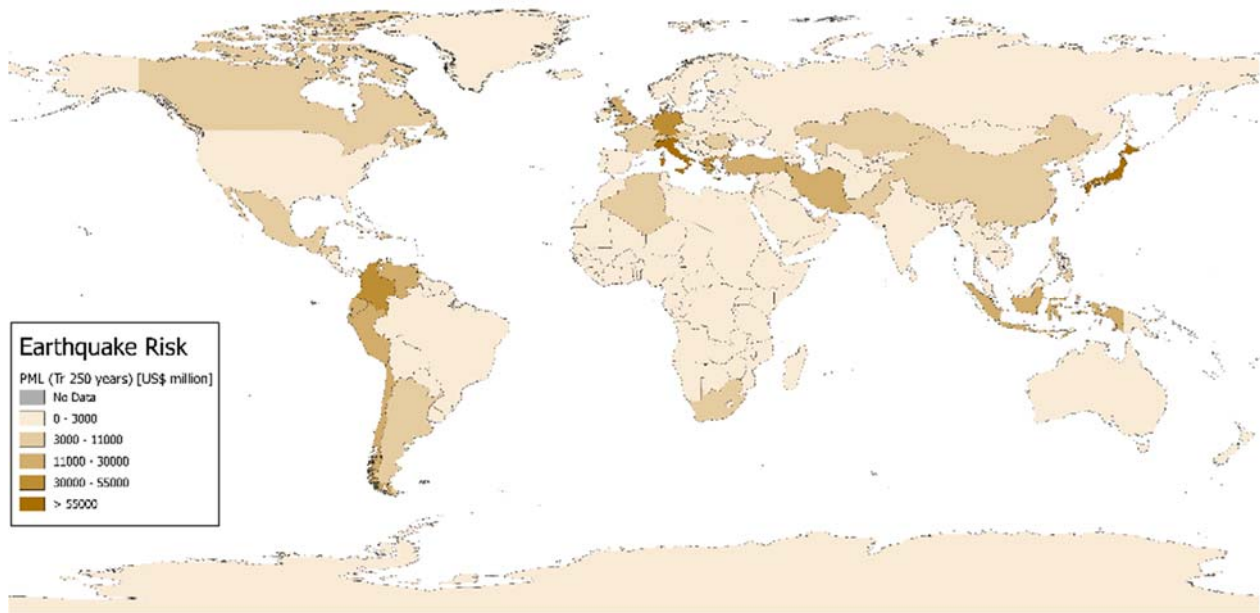 Earthquake Risk
PML (Tr 250 years) [US$ million]
No Data
0 - 3000
3000 - 11000
11000 - 30000
30000 - 55000
> 55000